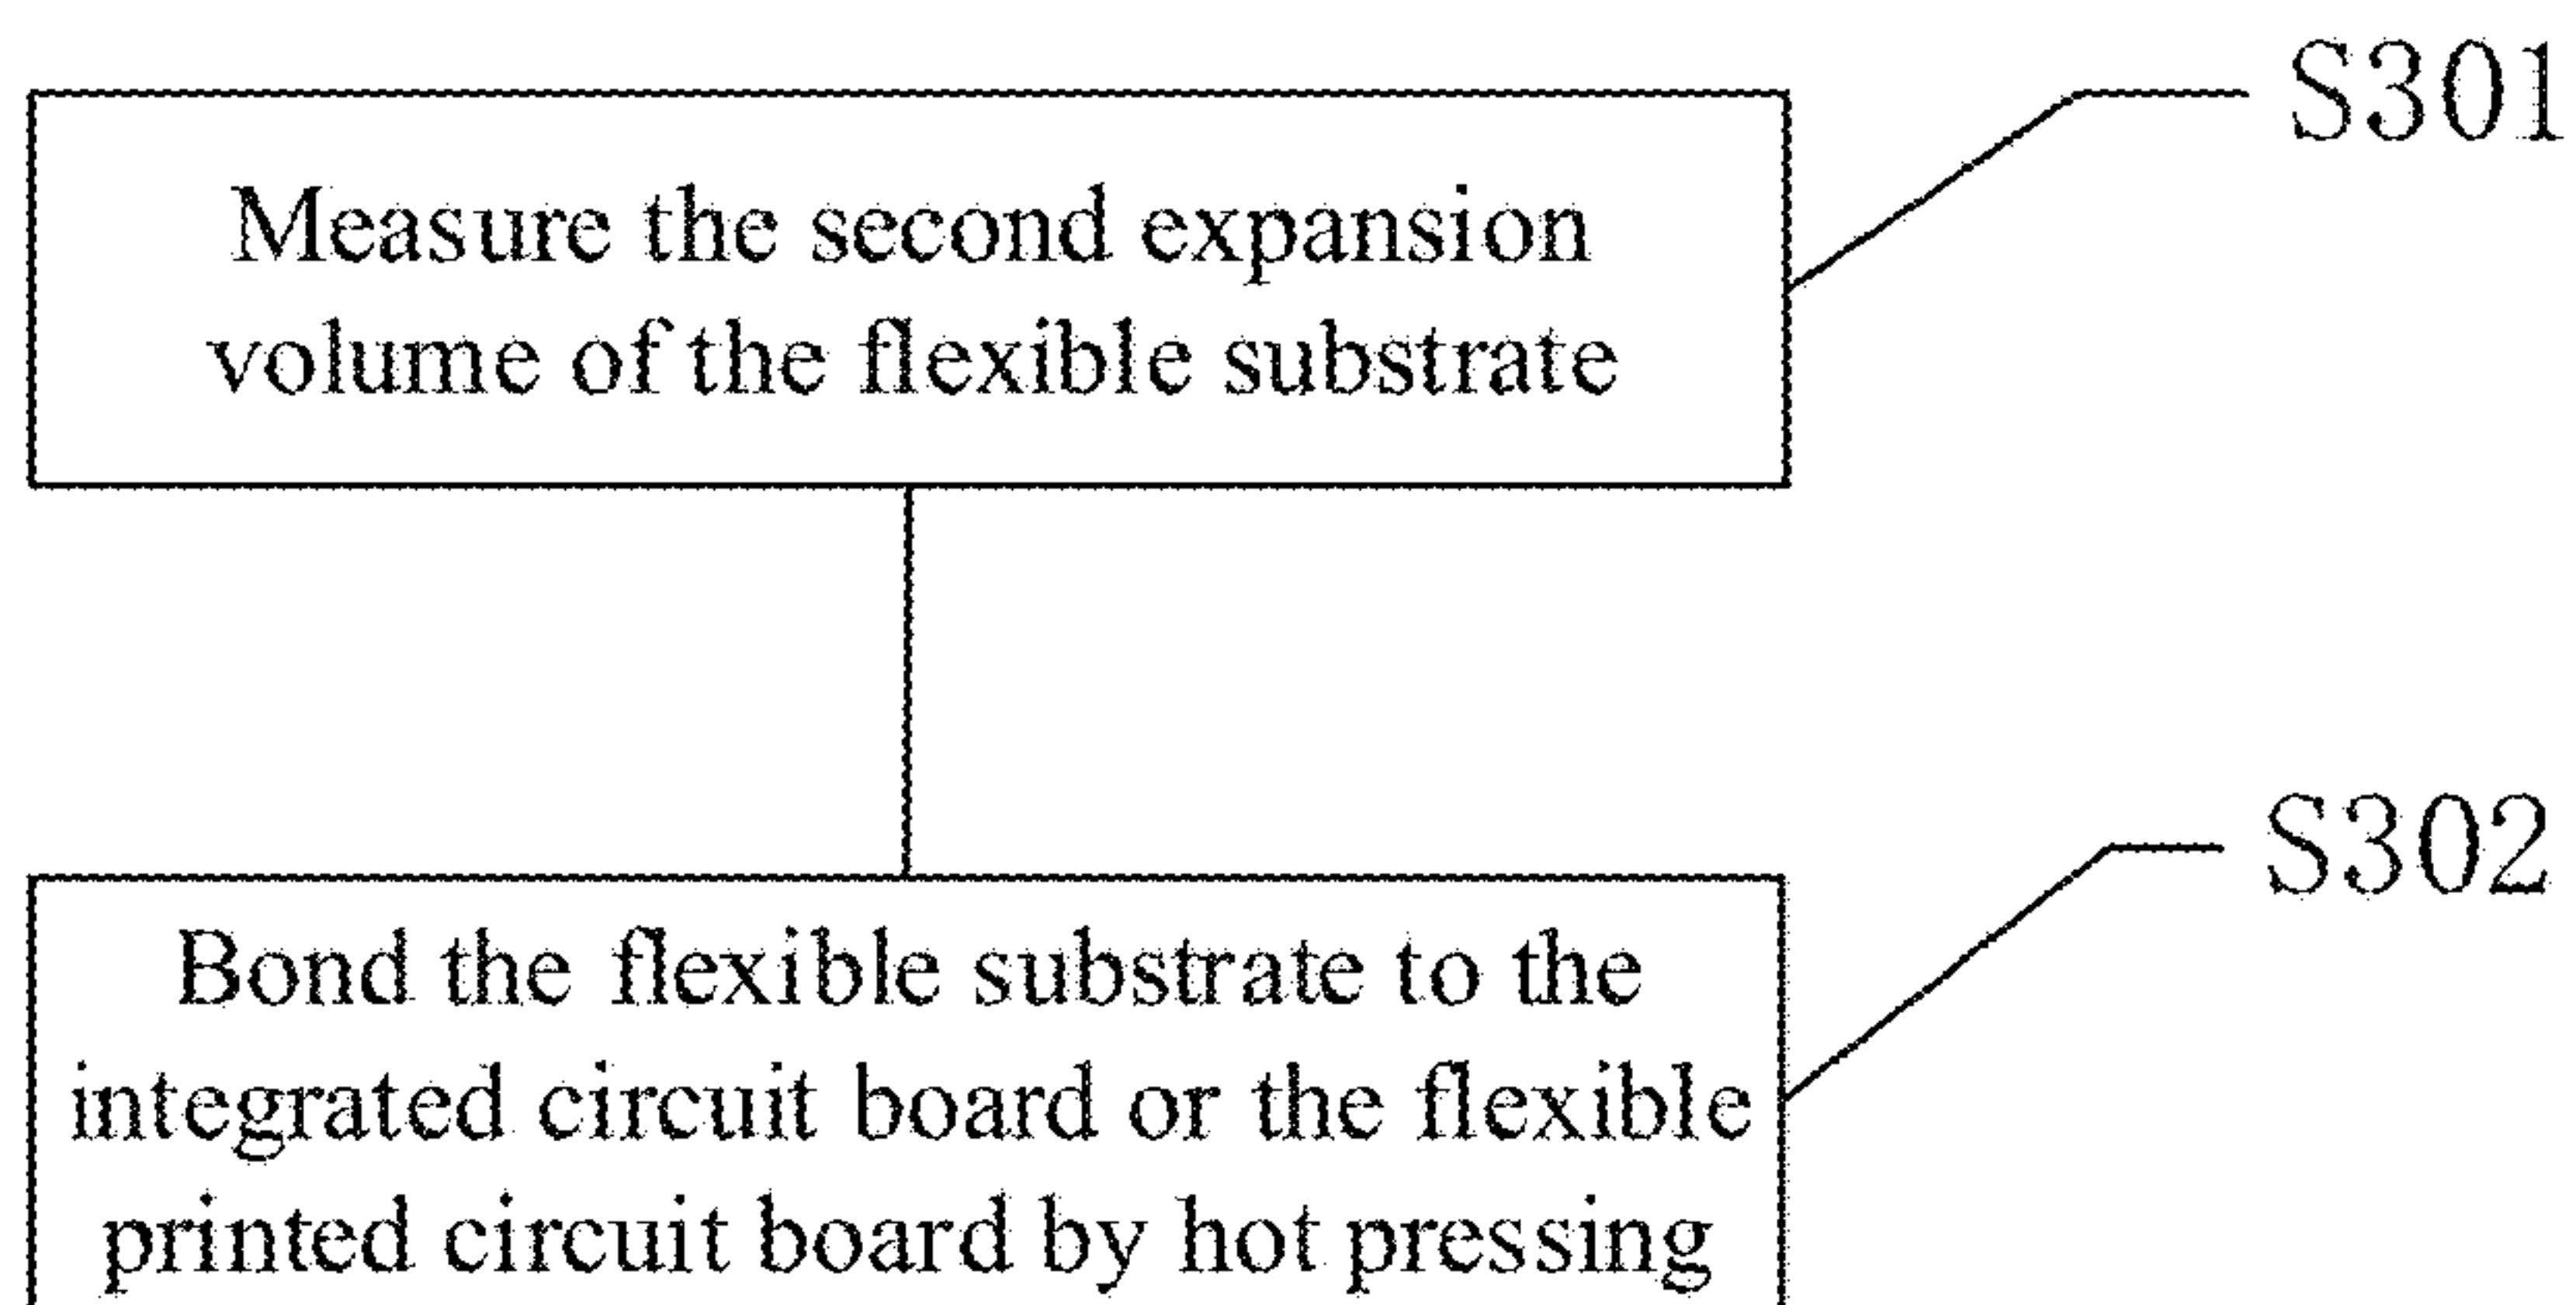 S301
Measure the second expansion
volume of the flexible substrate
S302
Bond the flexible substrate to the
integrated circuit board or the flexible
printed circuit board by hot pressing